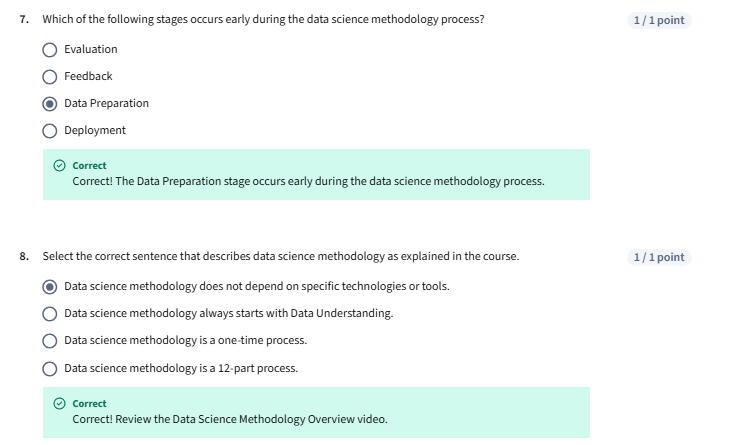 7. Which of the following stages occurs early during the data science methodology process? 1 / 1 point
Evaluation
Feedback
Data Preparation
Deployment
Correct
Correct! The Data Preparation stage occurs early during the data science methodology process.
8. Select the correct sentence that describes data science methodology as explained in the course. 1 / 1 point
Data science methodology does not depend on specific technologies or tools.
Data science methodology always starts with Data Understanding.
Data science methodology is a one-time process.
Data science methodology is a 12-part process.
Correct
Correct! Review the Data Science Methodology Overview video.